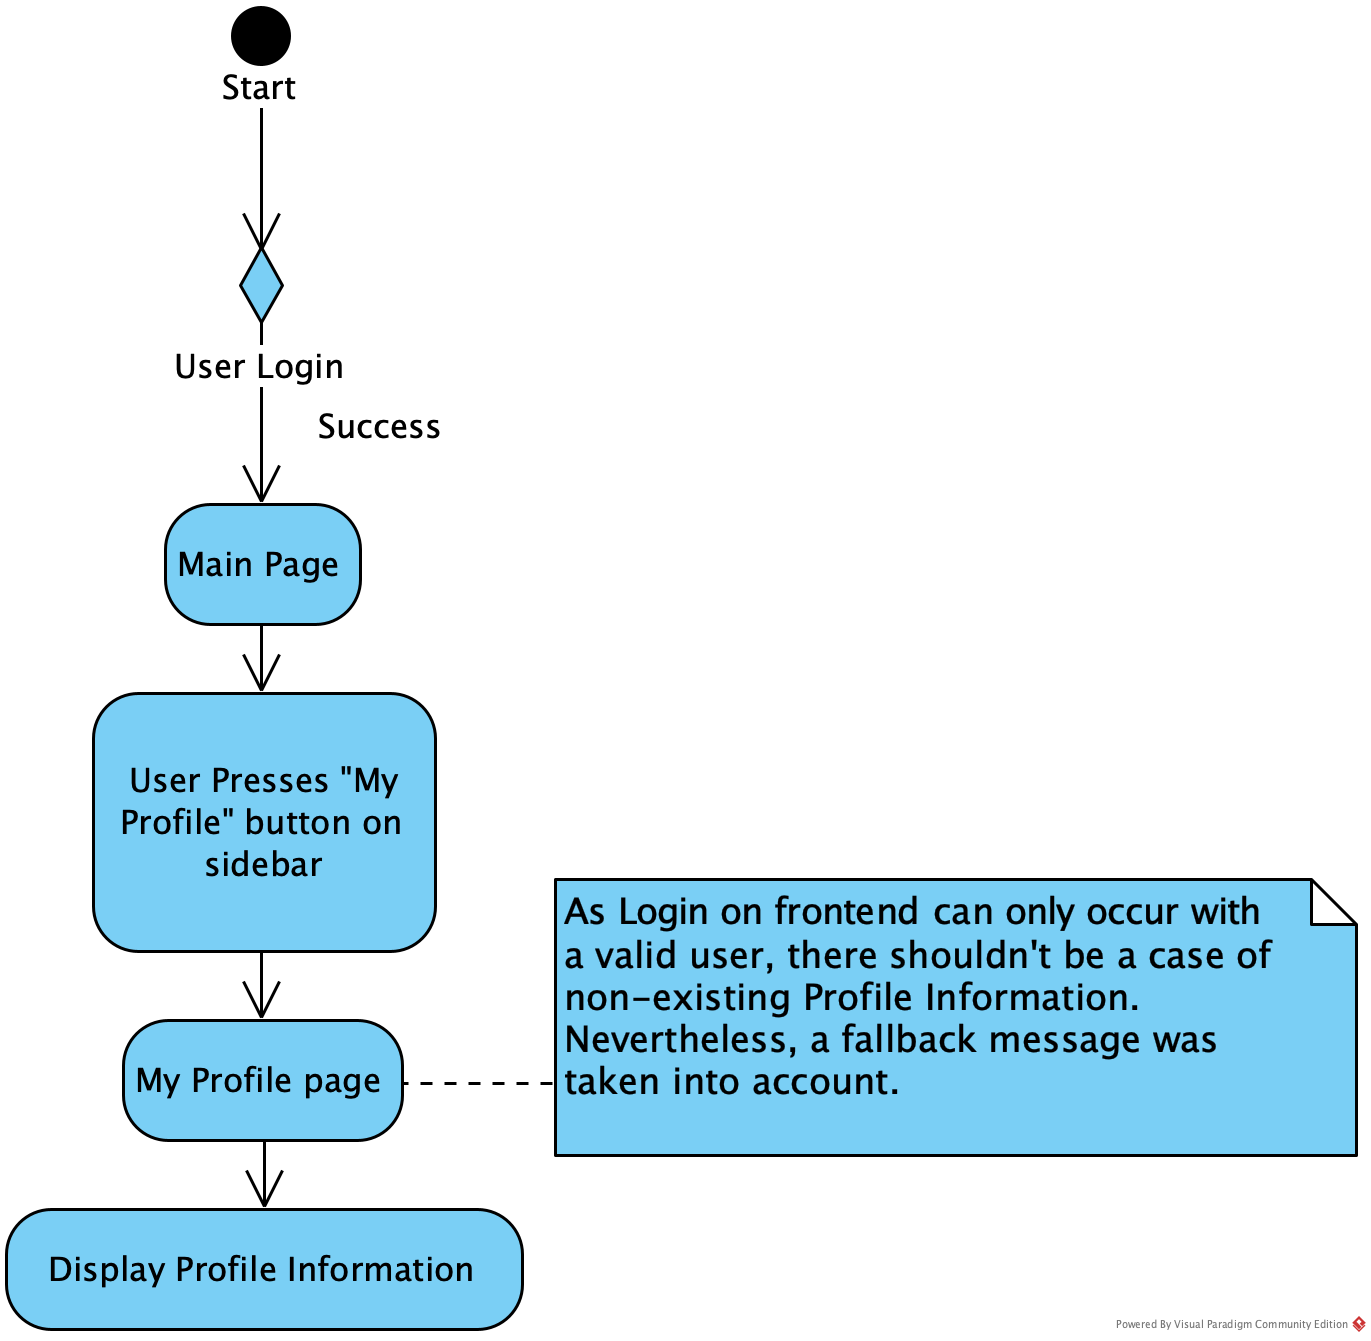 Start
User Login
Success
Main Page
User Presses "My
Profile" button on
sidebar
As Login on frontend can only occur with
a valid user, there shouldn't be a case of
non-existing Profile Information.
Nevertheless, a fallback message was
taken into account.
My Profile page
Display Profile Information
Powered By Visual Paradigm Community Edition